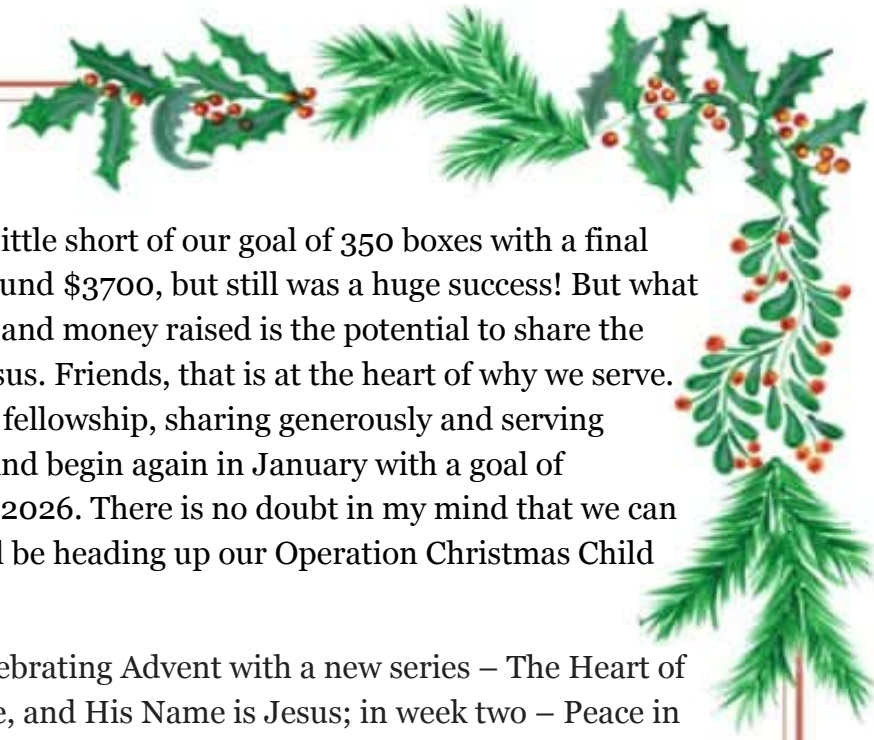 ittle short of our goal of 350 boxes with a final
und $3700, but still was a huge success! But what
and money raised is the potential to share the
sus. Friends, that is at the heart of why we serve.
fellowship, sharing generously and serving
nd begin again in January with a goal of
2026. There is no doubt in my mind that we can
l be heading up our Operation Christmas Child
ebrating Advent with a new series – The Heart of
e, and His Name is Jesus; in week two – Peace in